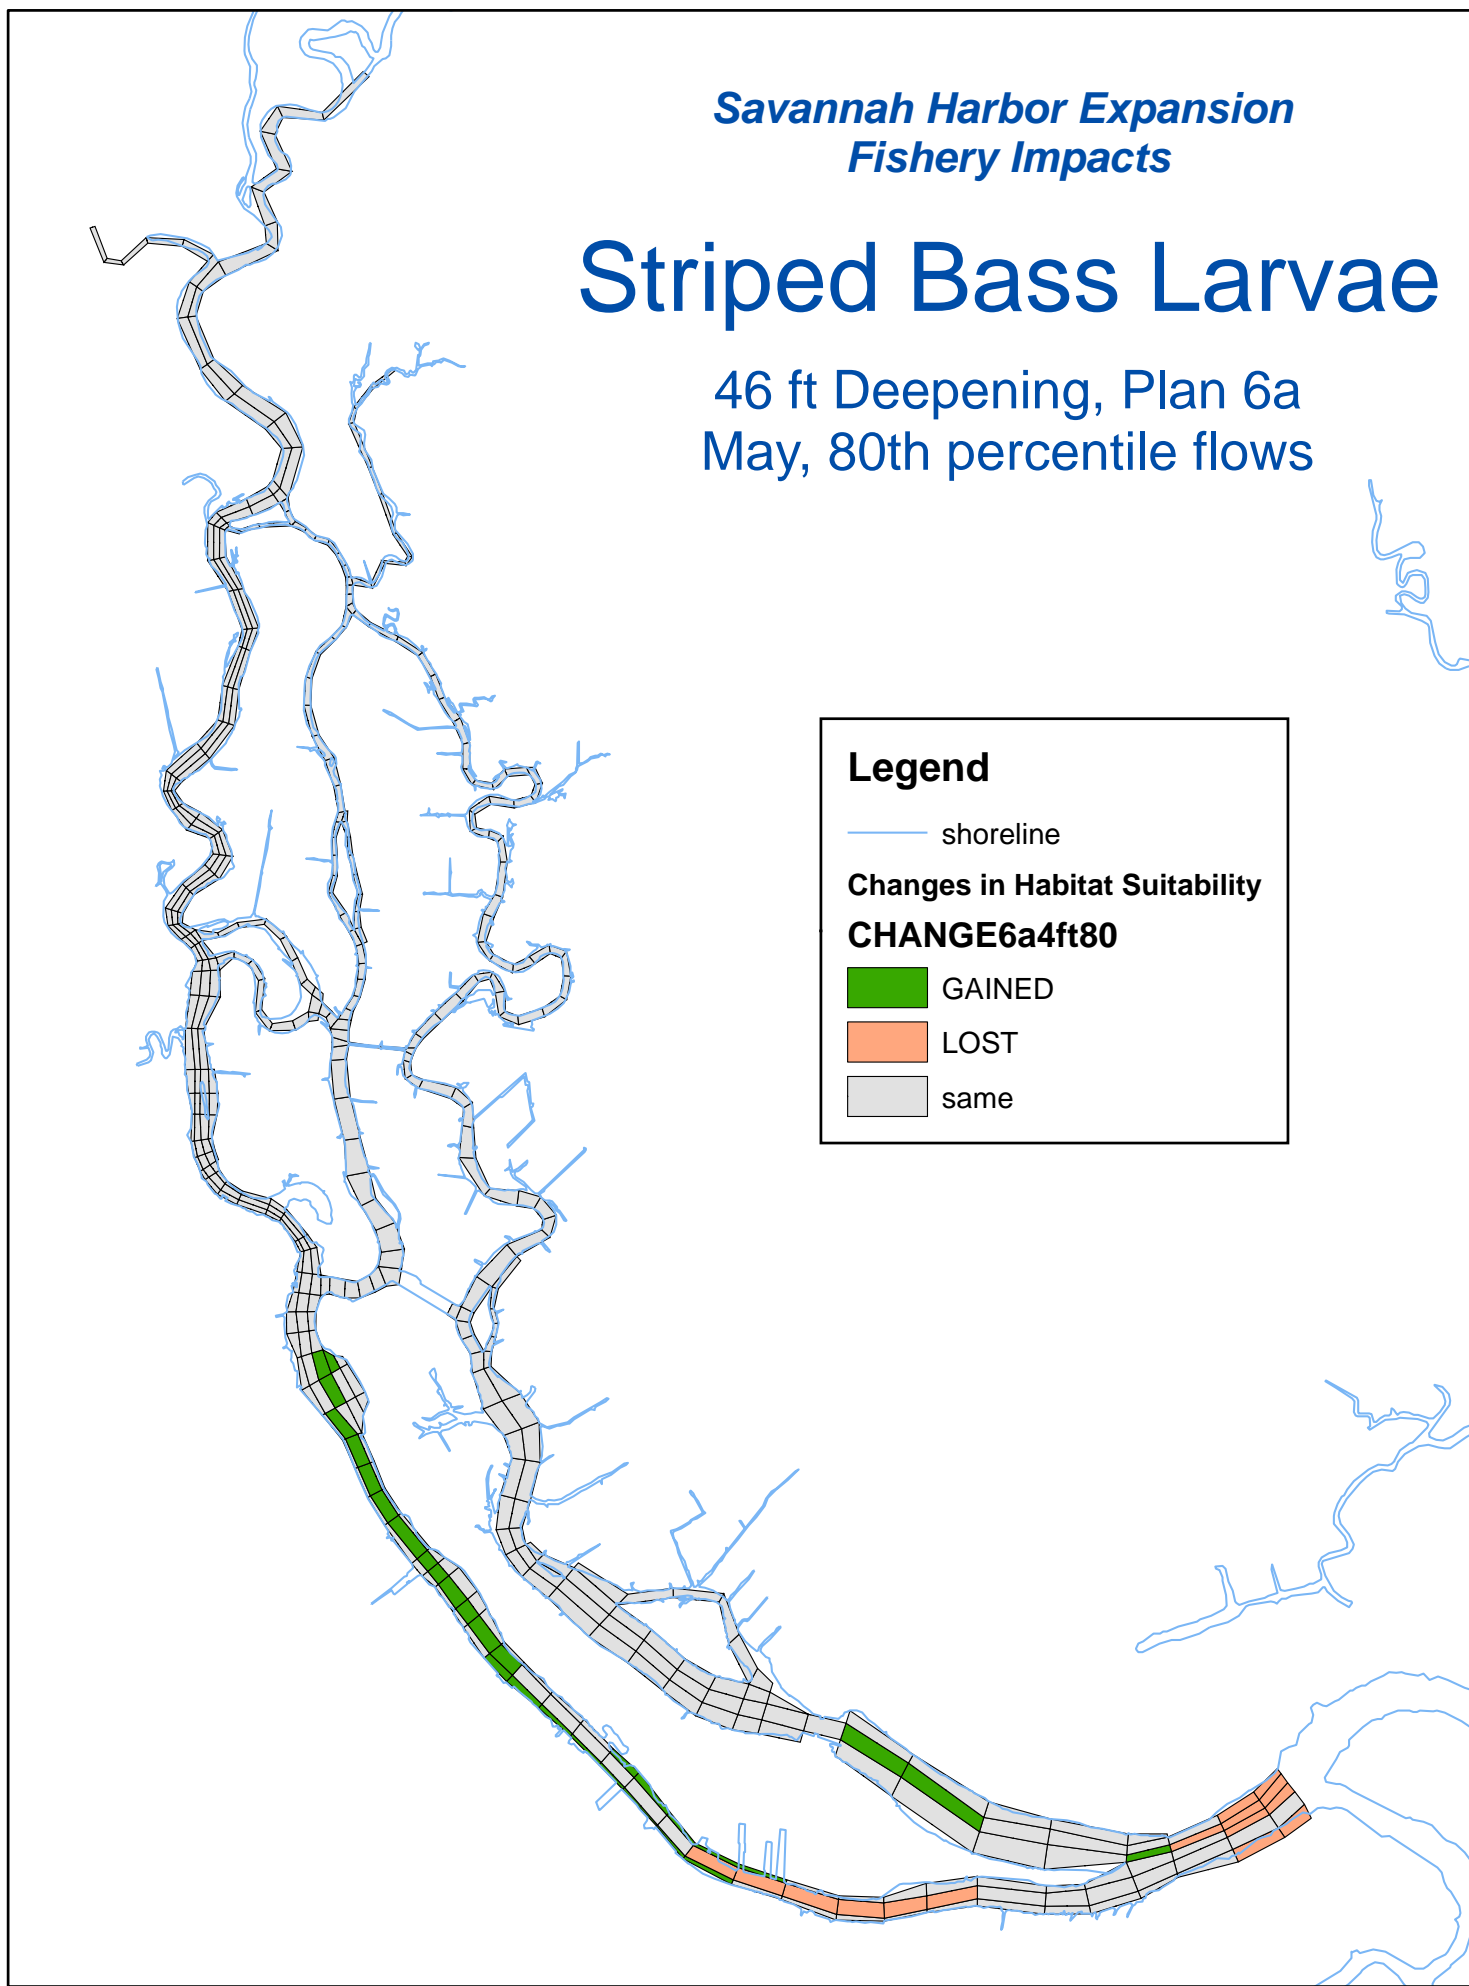 Savannah Harbor Expansion
Fishery Impacts
Striped Bass Larvae
46 ft Deepening, Plan 6a
May, 80th percentile flows
Legend
shoreline
Changes in Habitat Suitability
CHANGE6a4ft80
GAINED
LOST
same